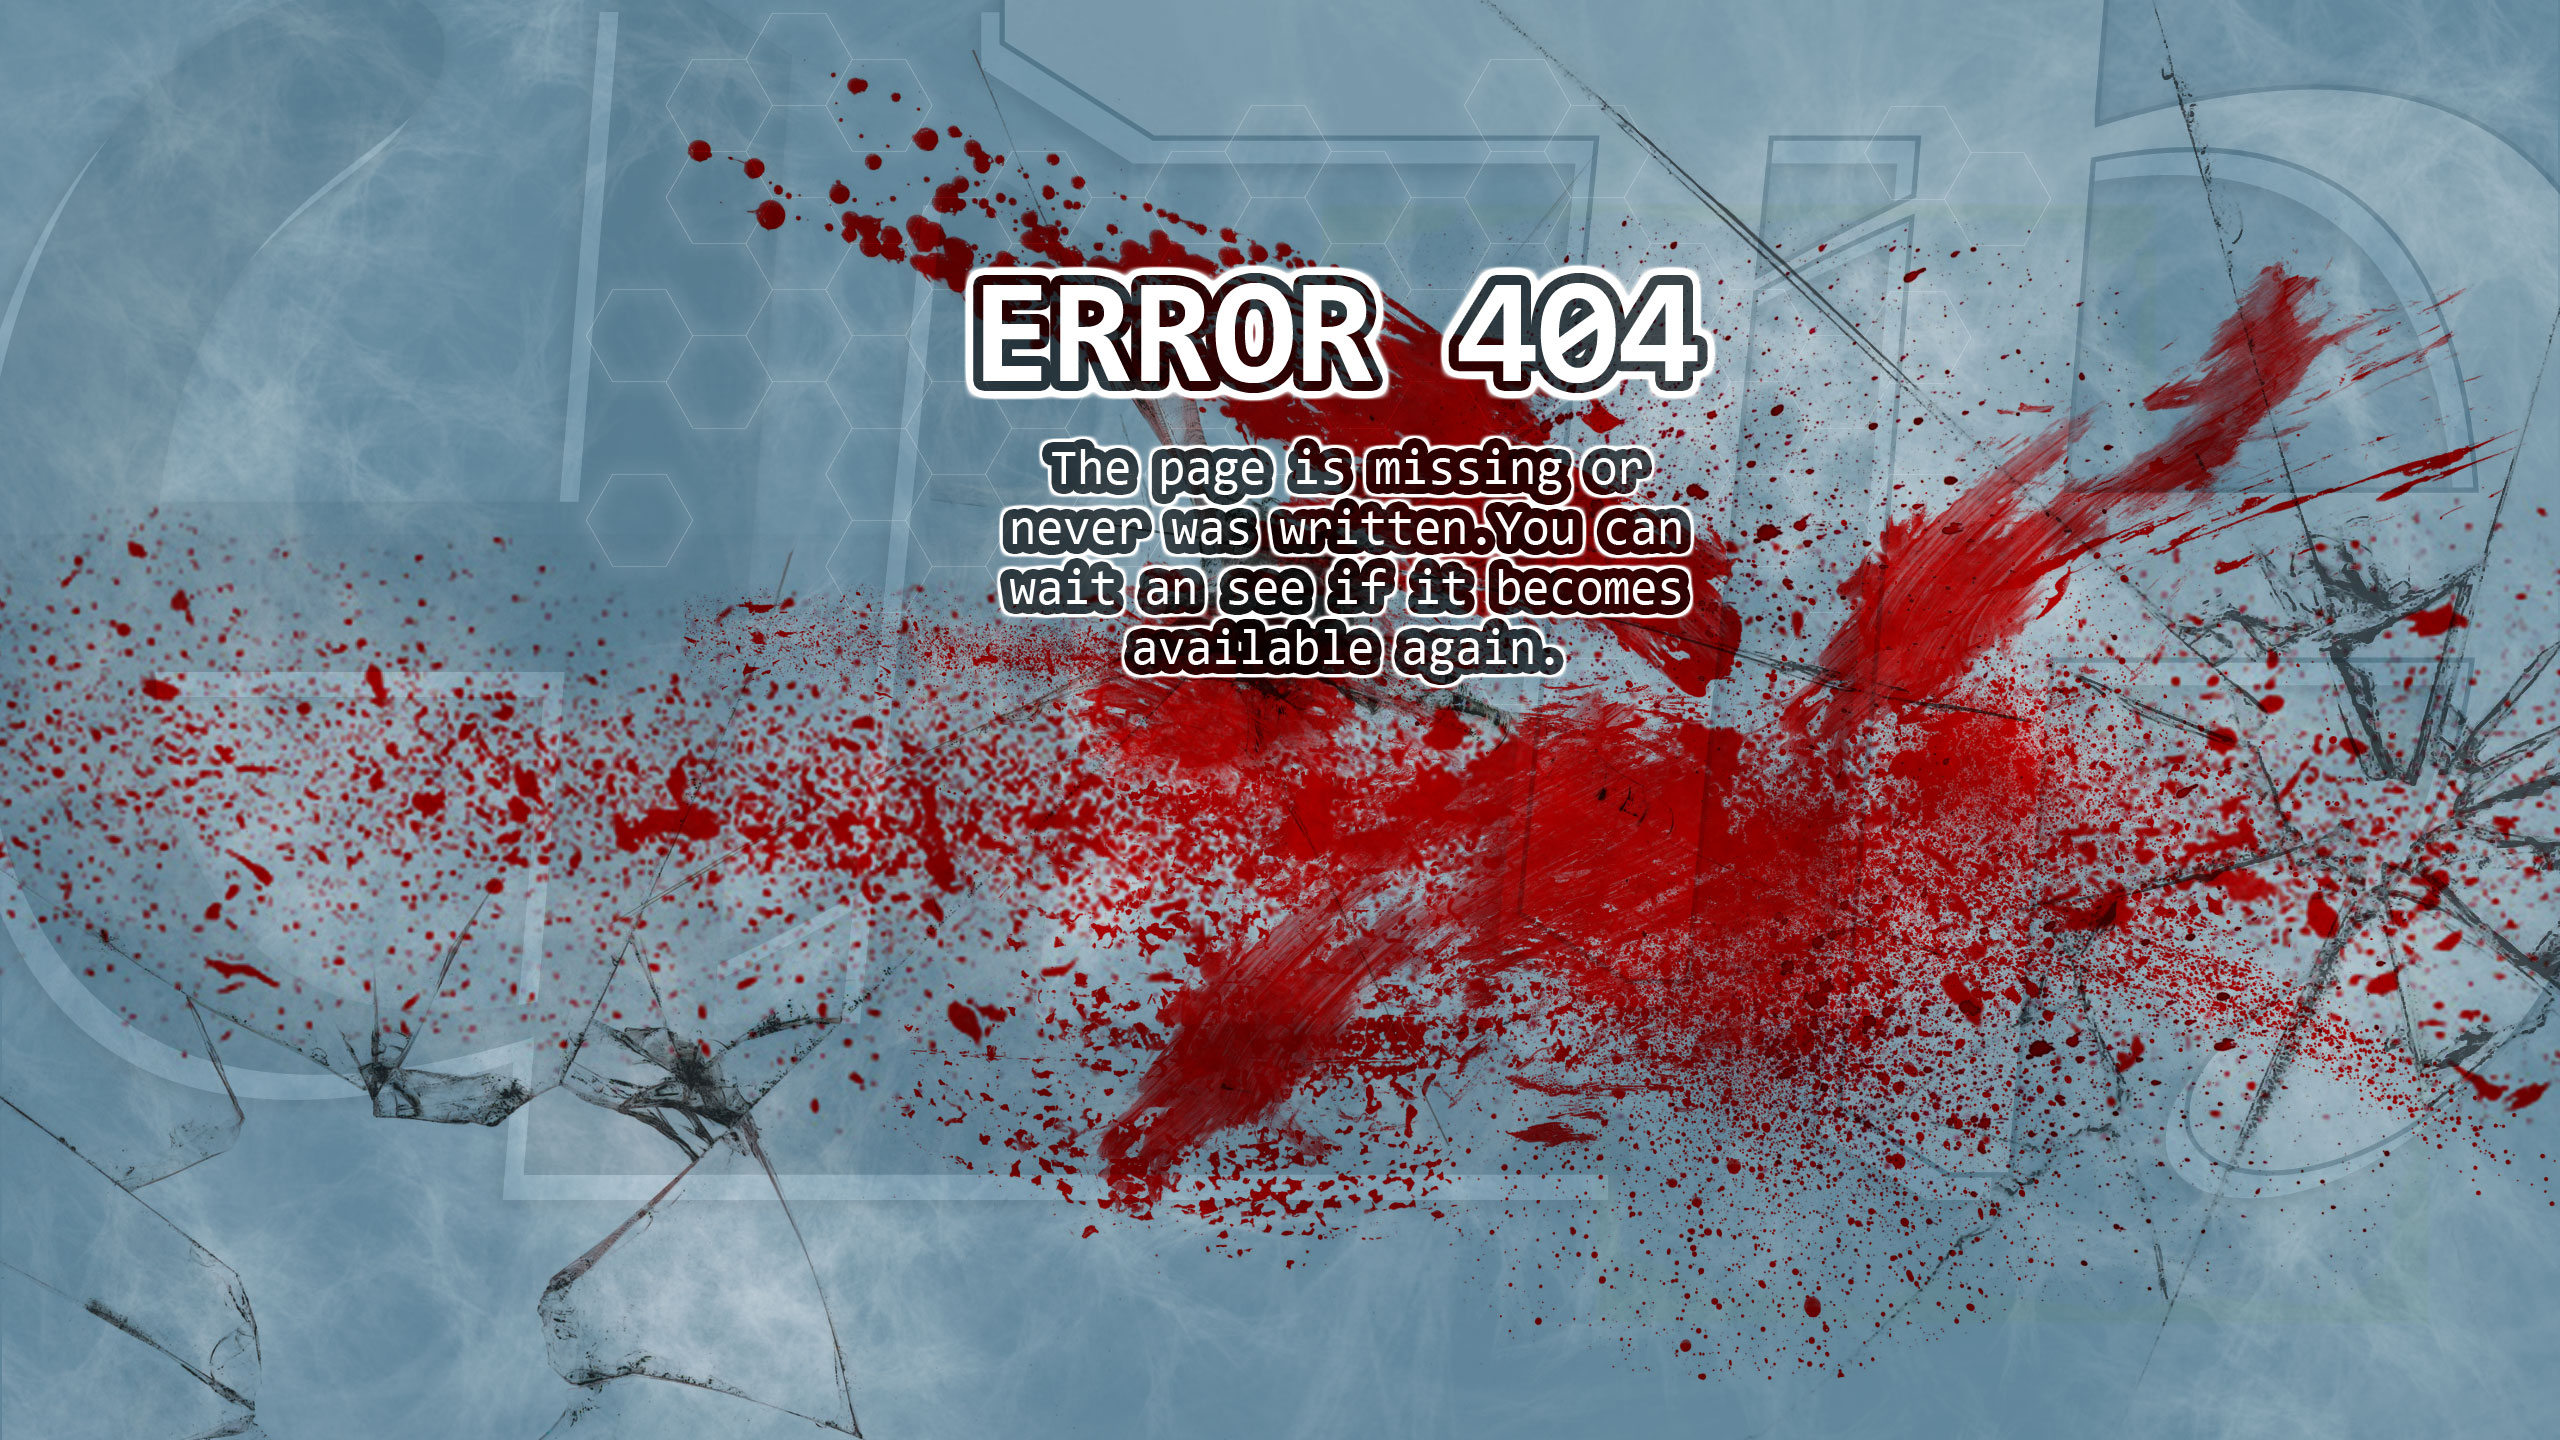 ERROR 404
The page is missing or
never was written.You can
wait an see if it becomes
available again.